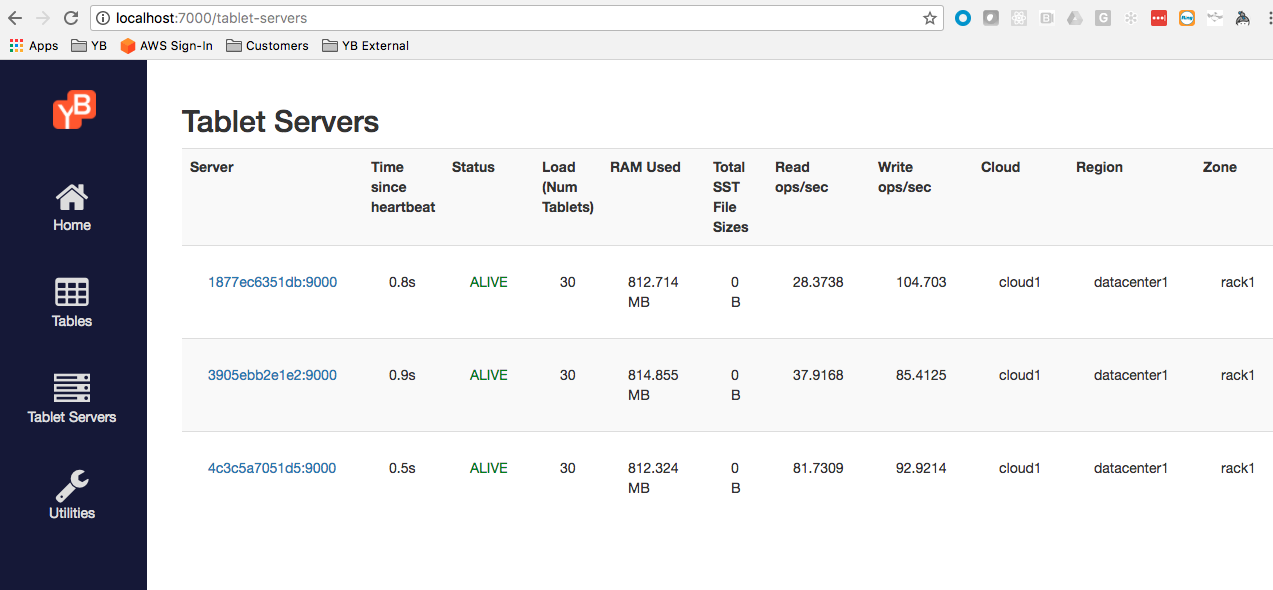 localhost:7000/tablet-servers
Apps YB AWS Sign-In Customers YB External
YB
Home
Tables
Tablet Servers
Utilities
Tablet Servers
Server Time since heartbeat Status Load (Num Tablets) RAM Used Total SST File Sizes Read ops/sec Write ops/sec Cloud Region Zone
1877ec6351db:9000 0.8s ALIVE 30 812.714 MB 0 B 28.3738 104.703 cloud1 datacenter1 rack1
3905ebb2e1e2:9000 0.9s ALIVE 30 814.855 MB 0 B 37.9168 85.4125 cloud1 datacenter1 rack1
4c3c5a7051d5:9000 0.5s ALIVE 30 812.324 MB 0 B 81.7309 92.9214 cloud1 datacenter1 rack1